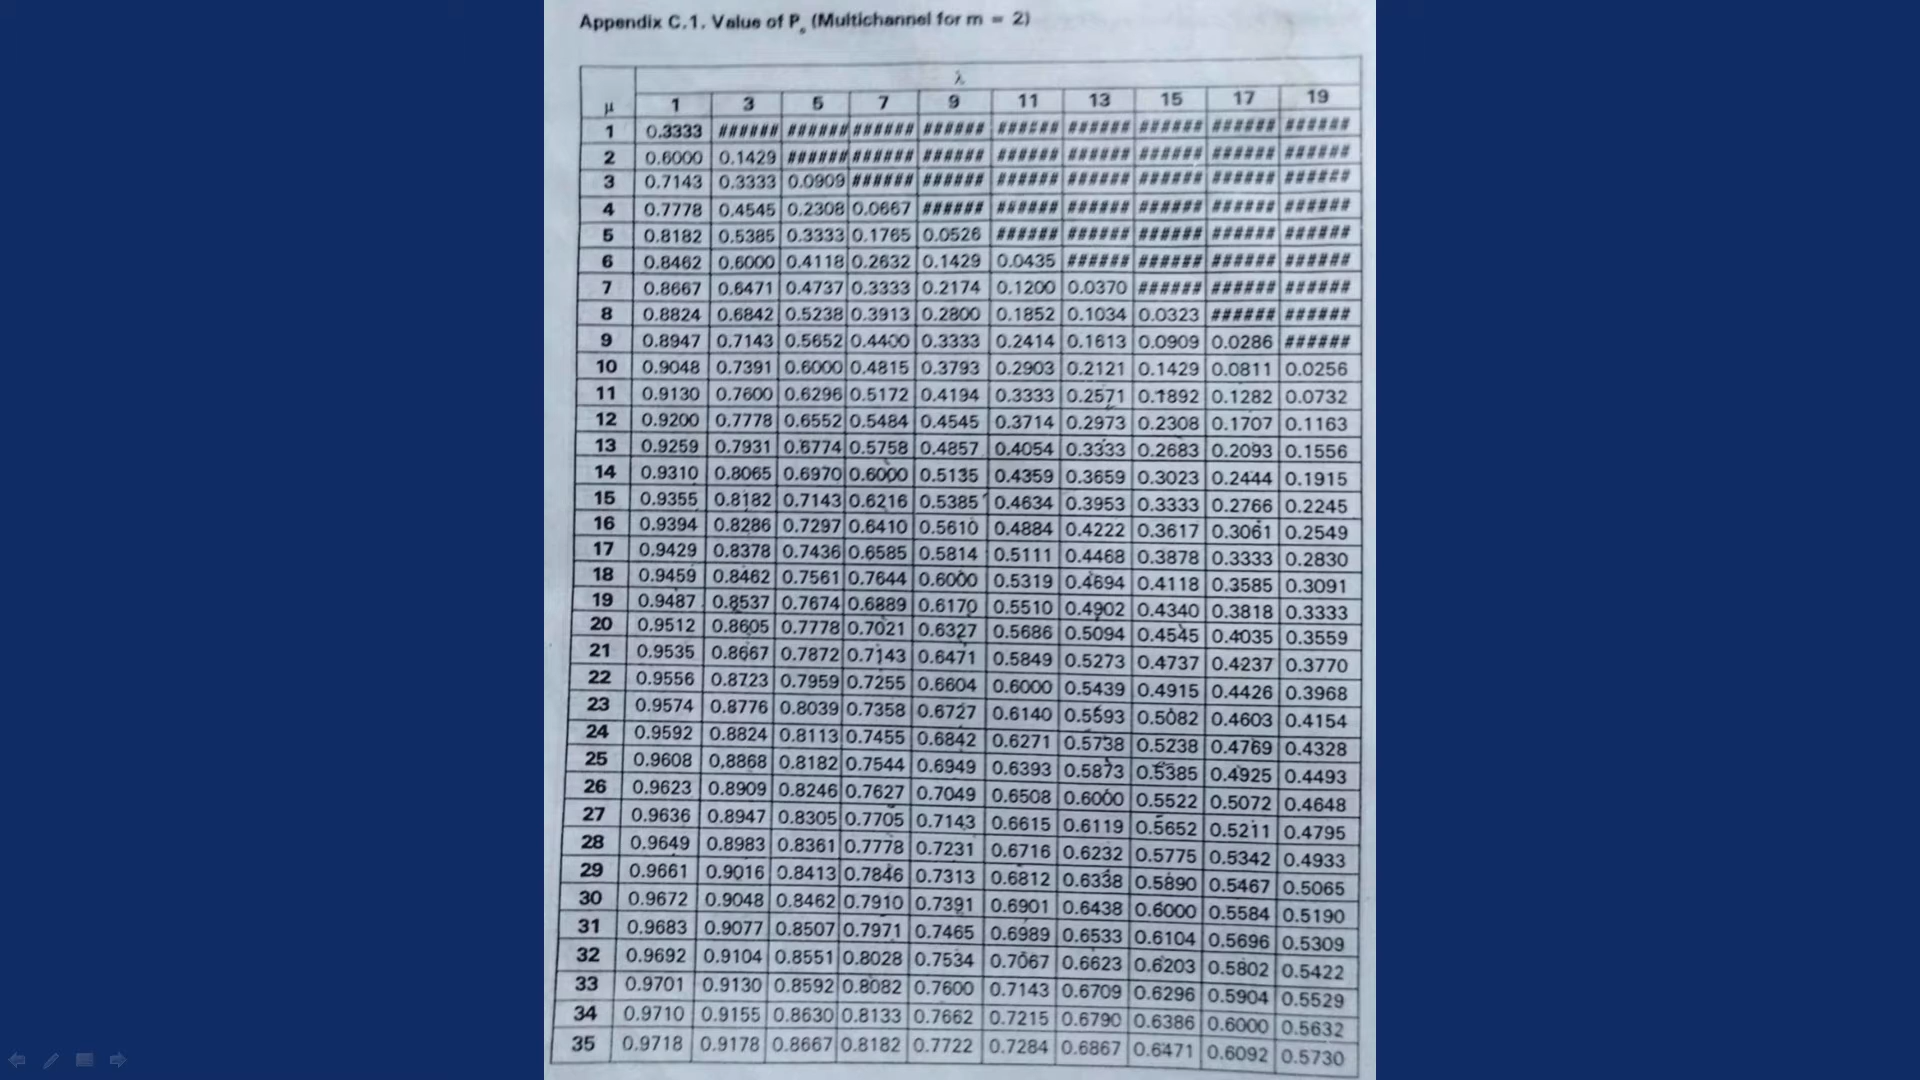 Appendix C.1. Value of Po (Multichannel for m = 2)
λ
μ 1 3 5 7 9 11 13 15 17 19
1 0.3333 ###### ###### ###### ###### ###### ###### ###### ###### ######
2 0.6000 0.1429 ###### ###### ###### ###### ###### ###### ###### ######
3 0.7143 0.3333 0.0909 ###### ###### ###### ###### ###### ###### ######
4 0.7778 0.4545 0.2308 0.0667 ###### ###### ###### ###### ###### ######
5 0.8182 0.5385 0.3333 0.1765 0.0526 ###### ###### ###### ###### ######
6 0.8462 0.6000 0.4118 0.2632 0.1429 0.0435 ###### ###### ###### ######
7 0.8667 0.6471 0.4737 0.3333 0.2174 0.1200 0.0370 ###### ###### ######
8 0.8824 0.6842 0.5238 0.3913 0.2800 0.1852 0.1034 0.0323 ###### ######
9 0.8947 0.7143 0.5652 0.4400 0.3333 0.2414 0.1613 0.0909 0.0286 ######
10 0.9048 0.7391 0.6000 0.4815 0.3793 0.2903 0.2121 0.1429 0.0811 0.0256
11 0.9130 0.7600 0.6296 0.5172 0.4194 0.3333 0.2571 0.1892 0.1282 0.0732
12 0.9200 0.7778 0.6552 0.5484 0.4545 0.3714 0.2973 0.2308 0.1707 0.1163
13 0.9259 0.7931 0.6774 0.5758 0.4857 0.4054 0.3333 0.2683 0.2093 0.1556
14 0.9310 0.8065 0.6970 0.6000 0.5135 0.4359 0.3659 0.3023 0.2444 0.1915
15 0.9355 0.8182 0.7143 0.6216 0.5385 0.4634 0.3953 0.3333 0.2766 0.2245
16 0.9394 0.8286 0.7297 0.6410 0.5610 0.4884 0.4222 0.3617 0.3061 0.2549
17 0.9429 0.8378 0.7436 0.6585 0.5814 0.5111 0.4468 0.3878 0.3333 0.2830
18 0.9459 0.8462 0.7561 0.7644 0.6000 0.5319 0.4694 0.4118 0.3585 0.3091
19 0.9487 0.8537 0.7674 0.6889 0.6170 0.5510 0.4902 0.4340 0.3818 0.3333
20 0.9512 0.8605 0.7778 0.7021 0.6327 0.5686 0.5094 0.4545 0.4035 0.3559
21 0.9535 0.8667 0.7872 0.7143 0.6471 0.5849 0.5273 0.4737 0.4237 0.3770
22 0.9556 0.8723 0.7959 0.7255 0.6604 0.6000 0.5439 0.4915 0.4426 0.3968
23 0.9574 0.8776 0.8039 0.7358 0.6727 0.6140 0.5593 0.5082 0.4603 0.4154
24 0.9592 0.8824 0.8113 0.7455 0.6842 0.6271 0.5738 0.5238 0.4769 0.4328
25 0.9608 0.8868 0.8182 0.7544 0.6949 0.6393 0.5873 0.5385 0.4925 0.4493
26 0.9623 0.8909 0.8246 0.7627 0.7049 0.6508 0.6000 0.5522 0.5072 0.4648
27 0.9636 0.8947 0.8305 0.7705 0.7143 0.6615 0.6119 0.5652 0.5211 0.4795
28 0.9649 0.8983 0.8361 0.7778 0.7231 0.6716 0.6232 0.5775 0.5342 0.4933
29 0.9661 0.9016 0.8413 0.7846 0.7313 0.6812 0.6338 0.5890 0.5467 0.5065
30 0.9672 0.9048 0.8462 0.7910 0.7391 0.6901 0.6438 0.6000 0.5584 0.5190
31 0.9683 0.9077 0.8507 0.7971 0.7465 0.6989 0.6533 0.6104 0.5696 0.5309
32 0.9692 0.9104 0.8551 0.8028 0.7534 0.7067 0.6623 0.6203 0.5802 0.5422
33 0.9701 0.9130 0.8592 0.8082 0.7600 0.7143 0.6709 0.6296 0.5904 0.5529
34 0.9710 0.9155 0.8630 0.8133 0.7662 0.7215 0.6790 0.6386 0.6000 0.5632
35 0.9718 0.9178 0.8667 0.8182 0.7722 0.7284 0.6867 0.6471 0.6092 0.5730